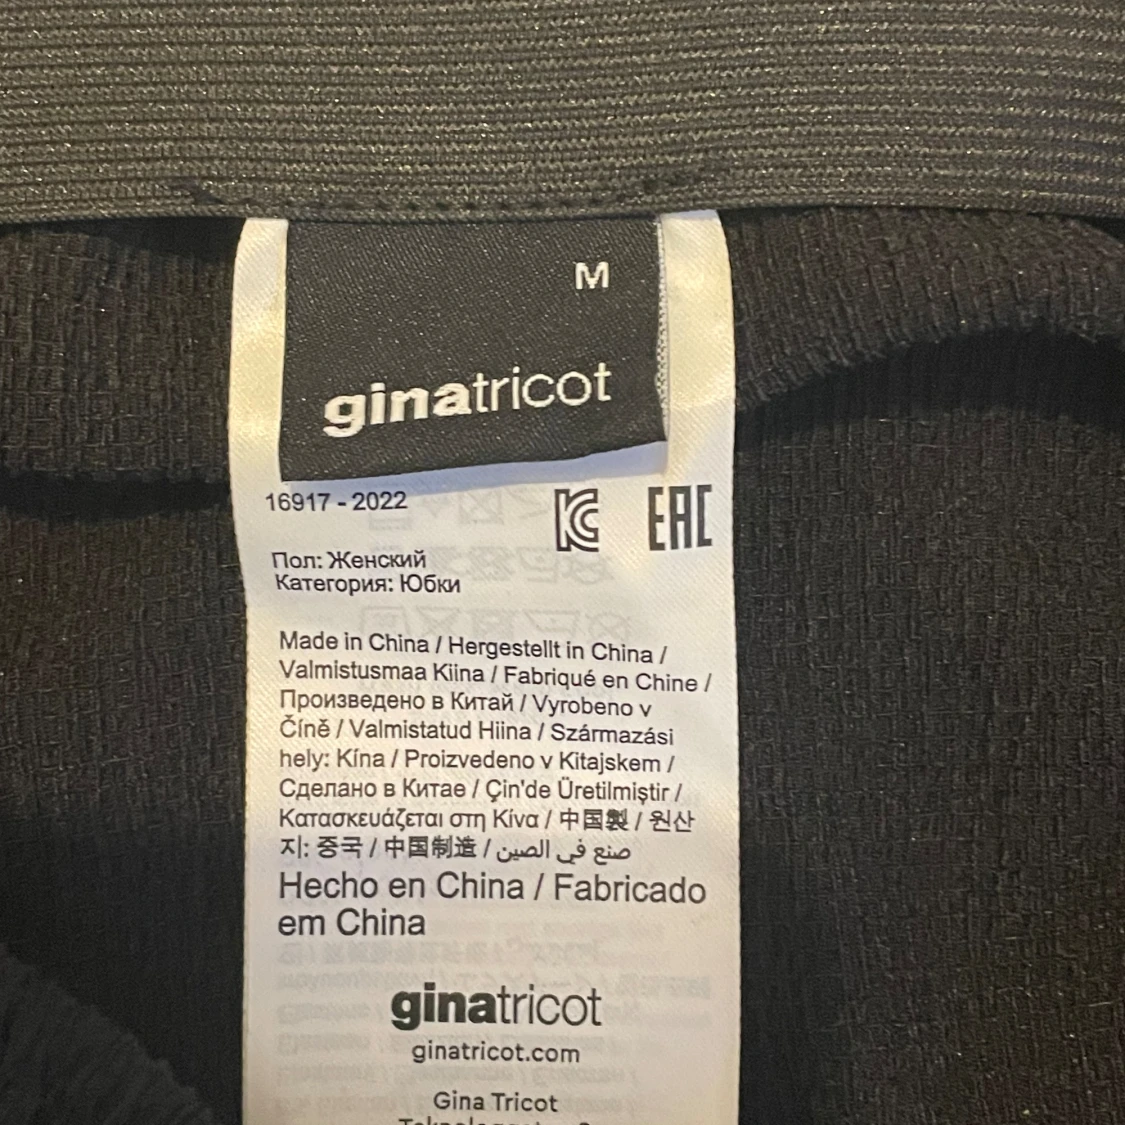 M
ginatricot
16917 - 2022
EAC
Пол: Женский
Категория: Юбки
Made in China / Hergestellt in China /
Valmistusmaa Kiina / Fabriqué en Chine /
Произведено в Китай / Vyrobeno v
Číně / Valmistatud Hiina / Származási
hely: Kína / Proizvedeno v Kitajskem /
Сделано в Китае / Çin'de Üretilmiştir /
Κατασκευάζεται στη Κίνα / 中国製 / 원산
지: 중국 / 中国制造 / صنع في الصين
Hecho en China / Fabricado
em China
ginatricot
ginatricot.com
Gina Tricot